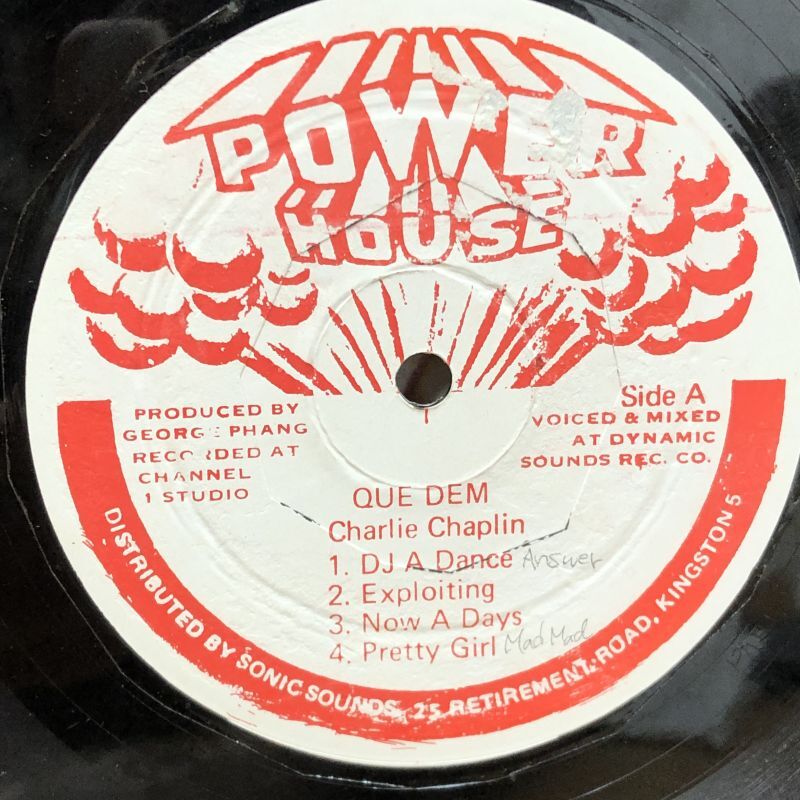 POWER
HOUSE
Side A
PRODUCED BY
GEORGE PHANG
RECORDED AT
CHANNEL
1 STUDIO
VOICED & MIXED
AT DYNAMIC
SOUNDS REC. CO.
QUE DEM
Charlie Chaplin
1. DJ A Dance Answer
2. Exploiting
3. Now A Days
4. Pretty Girl Mad Mad
DISTRIBUTED BY SONIC SOUNDS, 25 RETIREMENT ROAD, KINGSTON 5